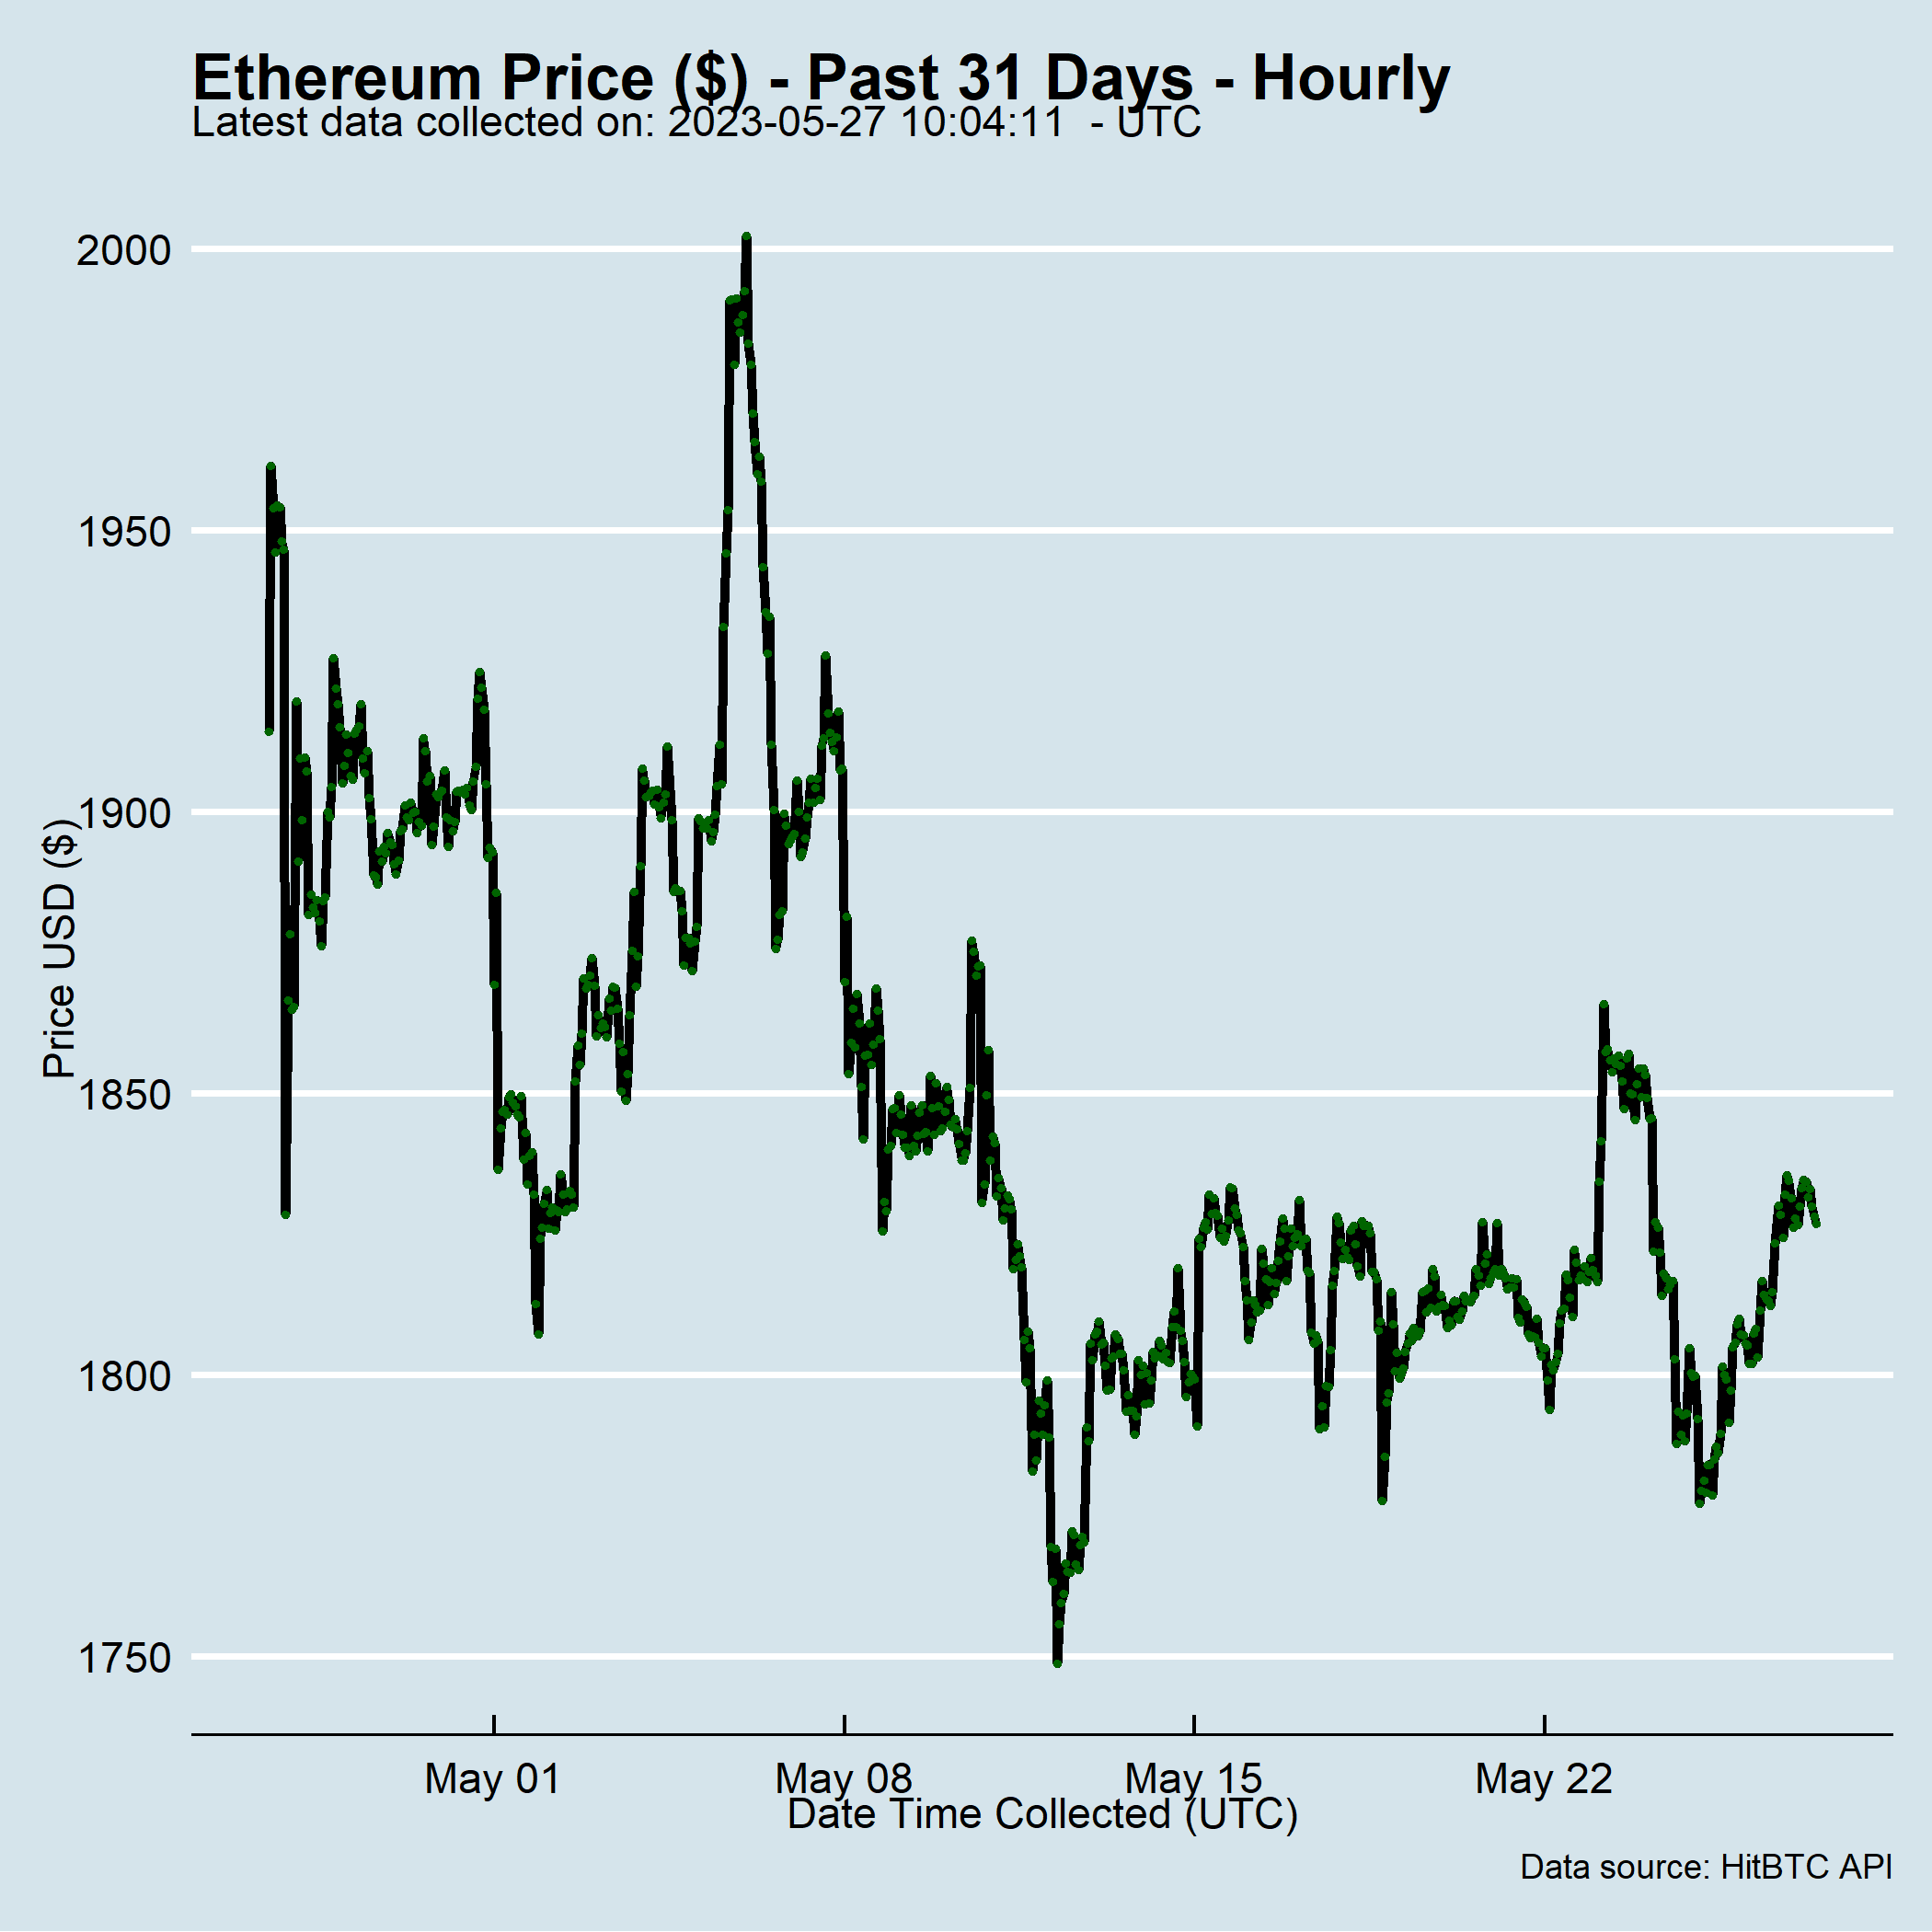 Ethereum Price ($) - Past 31 Days - Hourly
Latest data collected on: 2023-05-27 10:04:11  - UTC
2000
1950
1900
1850
1800
1750
Price USD ($)
May 01
May 08
May 15
May 22
Date Time Collected (UTC)
Data source: HitBTC API